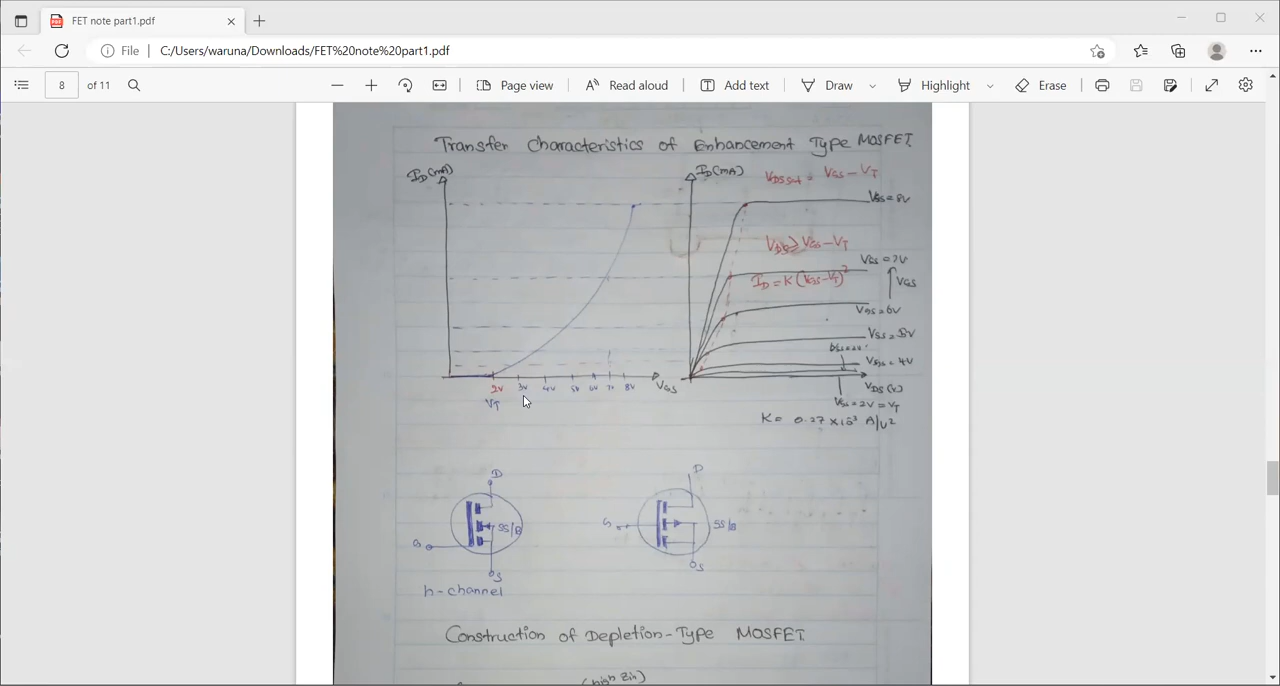 FET note part1.pdf
File C:/Users/waruna/Downloads/FET%20note%20part1.pdf
8 of 11
Page view
Read aloud
Add text
Draw
Highlight
Erase
Transfer Characteristics of Enhancement Type MOSFET.
ID(mA)
2V 3V 4V 5V 6V 7V 8V
VGS
VT
ID(mA)
VDSsat = VGS - VT
VGS=8V
VDS≥VGS-VT
VGS=7V
ID=K(VGS-VT)²
VGS
VGS=6V
VGS=5V
VGS=4V
VDS(V)
VGS=2V=VT
K= 0.27 ×10⁻³ A/V²
D
SS/B
G
S
n-channel
D
G
SS/B
S
Construction of Depletion-Type MOSFET.
(high Zin)